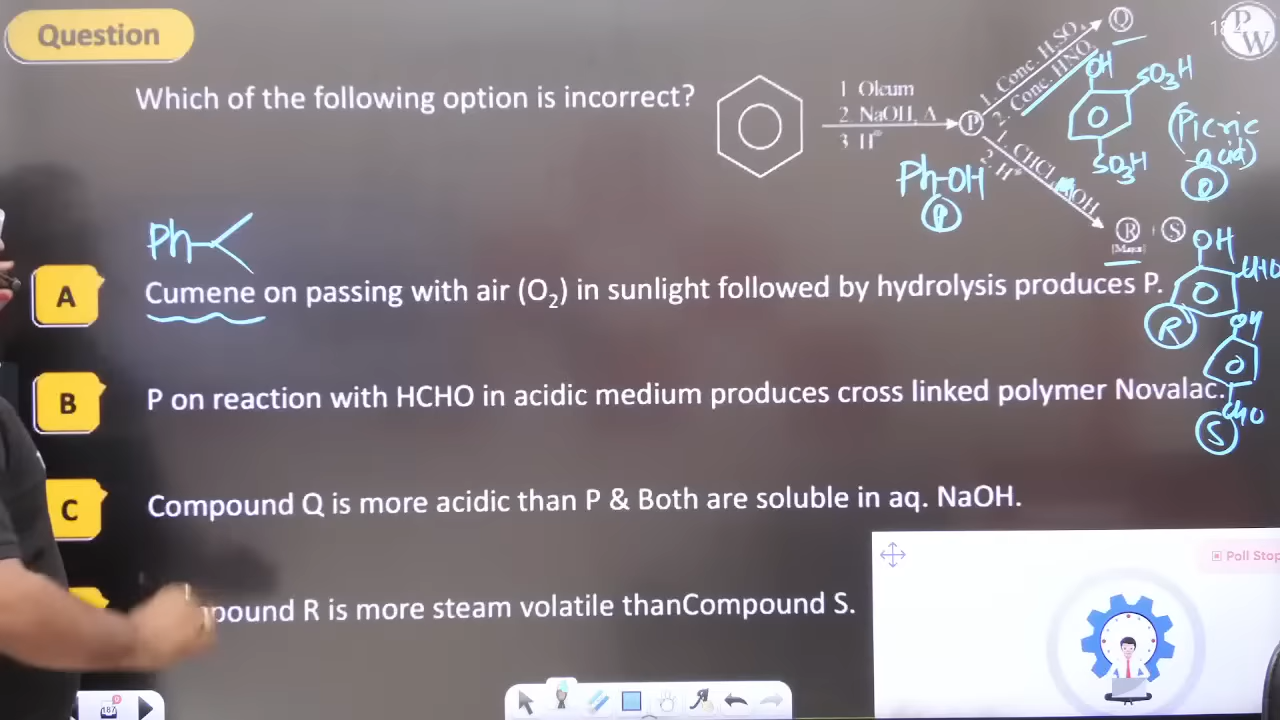 Question
PW
Which of the following option is incorrect?
1 Oleum
2 NaOH, Δ
3 H⊕
P
1. Conc. H2SO4
2. Conc. HNO3
Q
OH
SO3H
SO3H
(Picric acid)
Q
Ph-OH
P
1. CHCl3
OH
2. H+
R + S
[Major]
OH
CHO
R
OH
CHO
S
Ph
A
Cumene on passing with air (O2) in sunlight followed by hydrolysis produces P.
B
P on reaction with HCHO in acidic medium produces cross linked polymer Novalac.
C
Compound Q is more acidic than P & Both are soluble in aq. NaOH.
pound R is more steam volatile thanCompound S.
Poll Stop
187